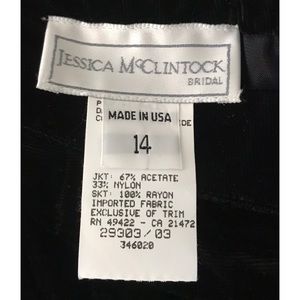 JESSICA McCLINTOCK
BRIDAL
MADE IN USA
14
JKT: 67% ACETATE
33% NYLON
SKT: 100% RAYON
IMPORTED FABRIC
EXCLUSIVE OF TRIM
RN 49422 - CA 21472
29303/03
346020